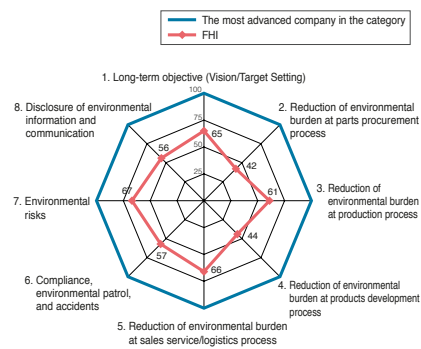 The most advanced company in the category
FHI
1. Long-term objective (Vision/Target Setting)
100
75
50
25
65
2. Reduction of environmental
burden at parts procurement
process
42
3. Reduction of
environmental burden
at production process
61
4. Reduction of environmental
burden at products development
process
44
5. Reduction of environmental burden
at sales service/logistics process
66
6. Compliance,
environmental patrol,
and accidents
57
7. Environmental
risks
67
8. Disclosure of environmental
information and
communication
56